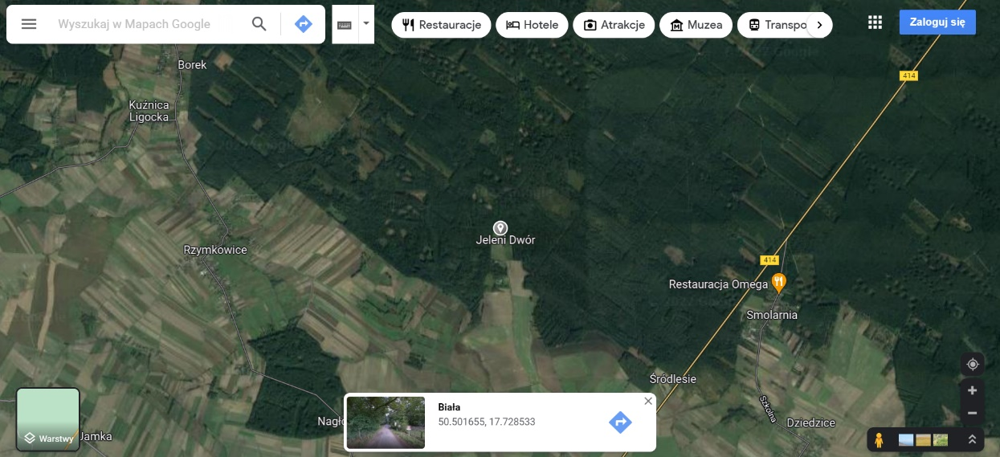 Wyszukaj w Mapach Google
Restauracje
Hotele
Atrakcje
Muzea
Transpo
Zaloguj się
Borek
414
Kuźnica
Ligocka
Jeleni Dwór
Rzymkowice
414
Restauracja Omega
Smolarnia
Śródlesie
Szkolna
Biała
50.501655, 17.728533
Nagło
Dziedzice
Warstwy
Jamka